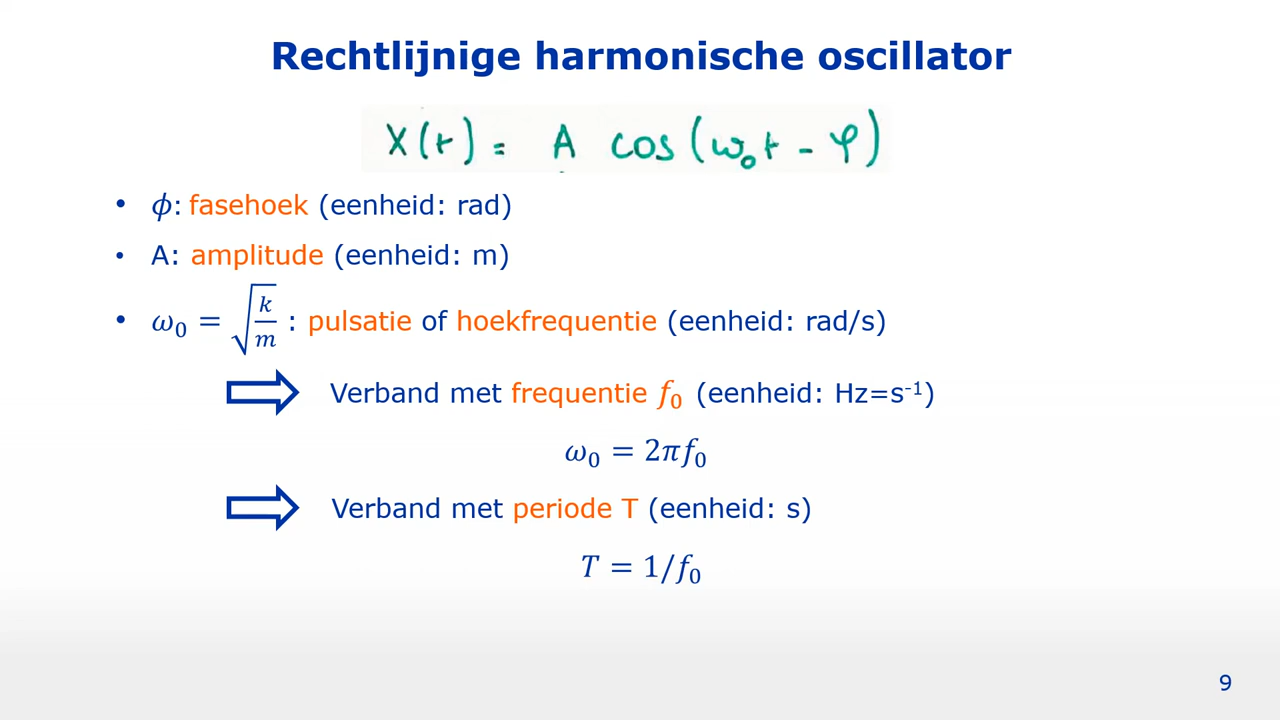 Rechtlijnige harmonische oscillator
X(t) = A cos(ω₀t - φ)
• ϕ: fasehoek (eenheid: rad)
• A: amplitude (eenheid: m)
• ω₀ = √(k/m) : pulsatie of hoekfrequentie (eenheid: rad/s)
Verband met frequentie f₀ (eenheid: Hz=s⁻¹)
ω₀ = 2πf₀
Verband met periode T (eenheid: s)
T = 1/f₀
9